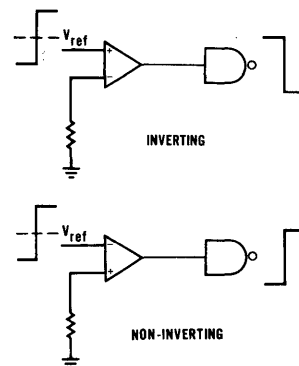 Vref
+
−
INVERTING
Vref
−
+
NON-INVERTING